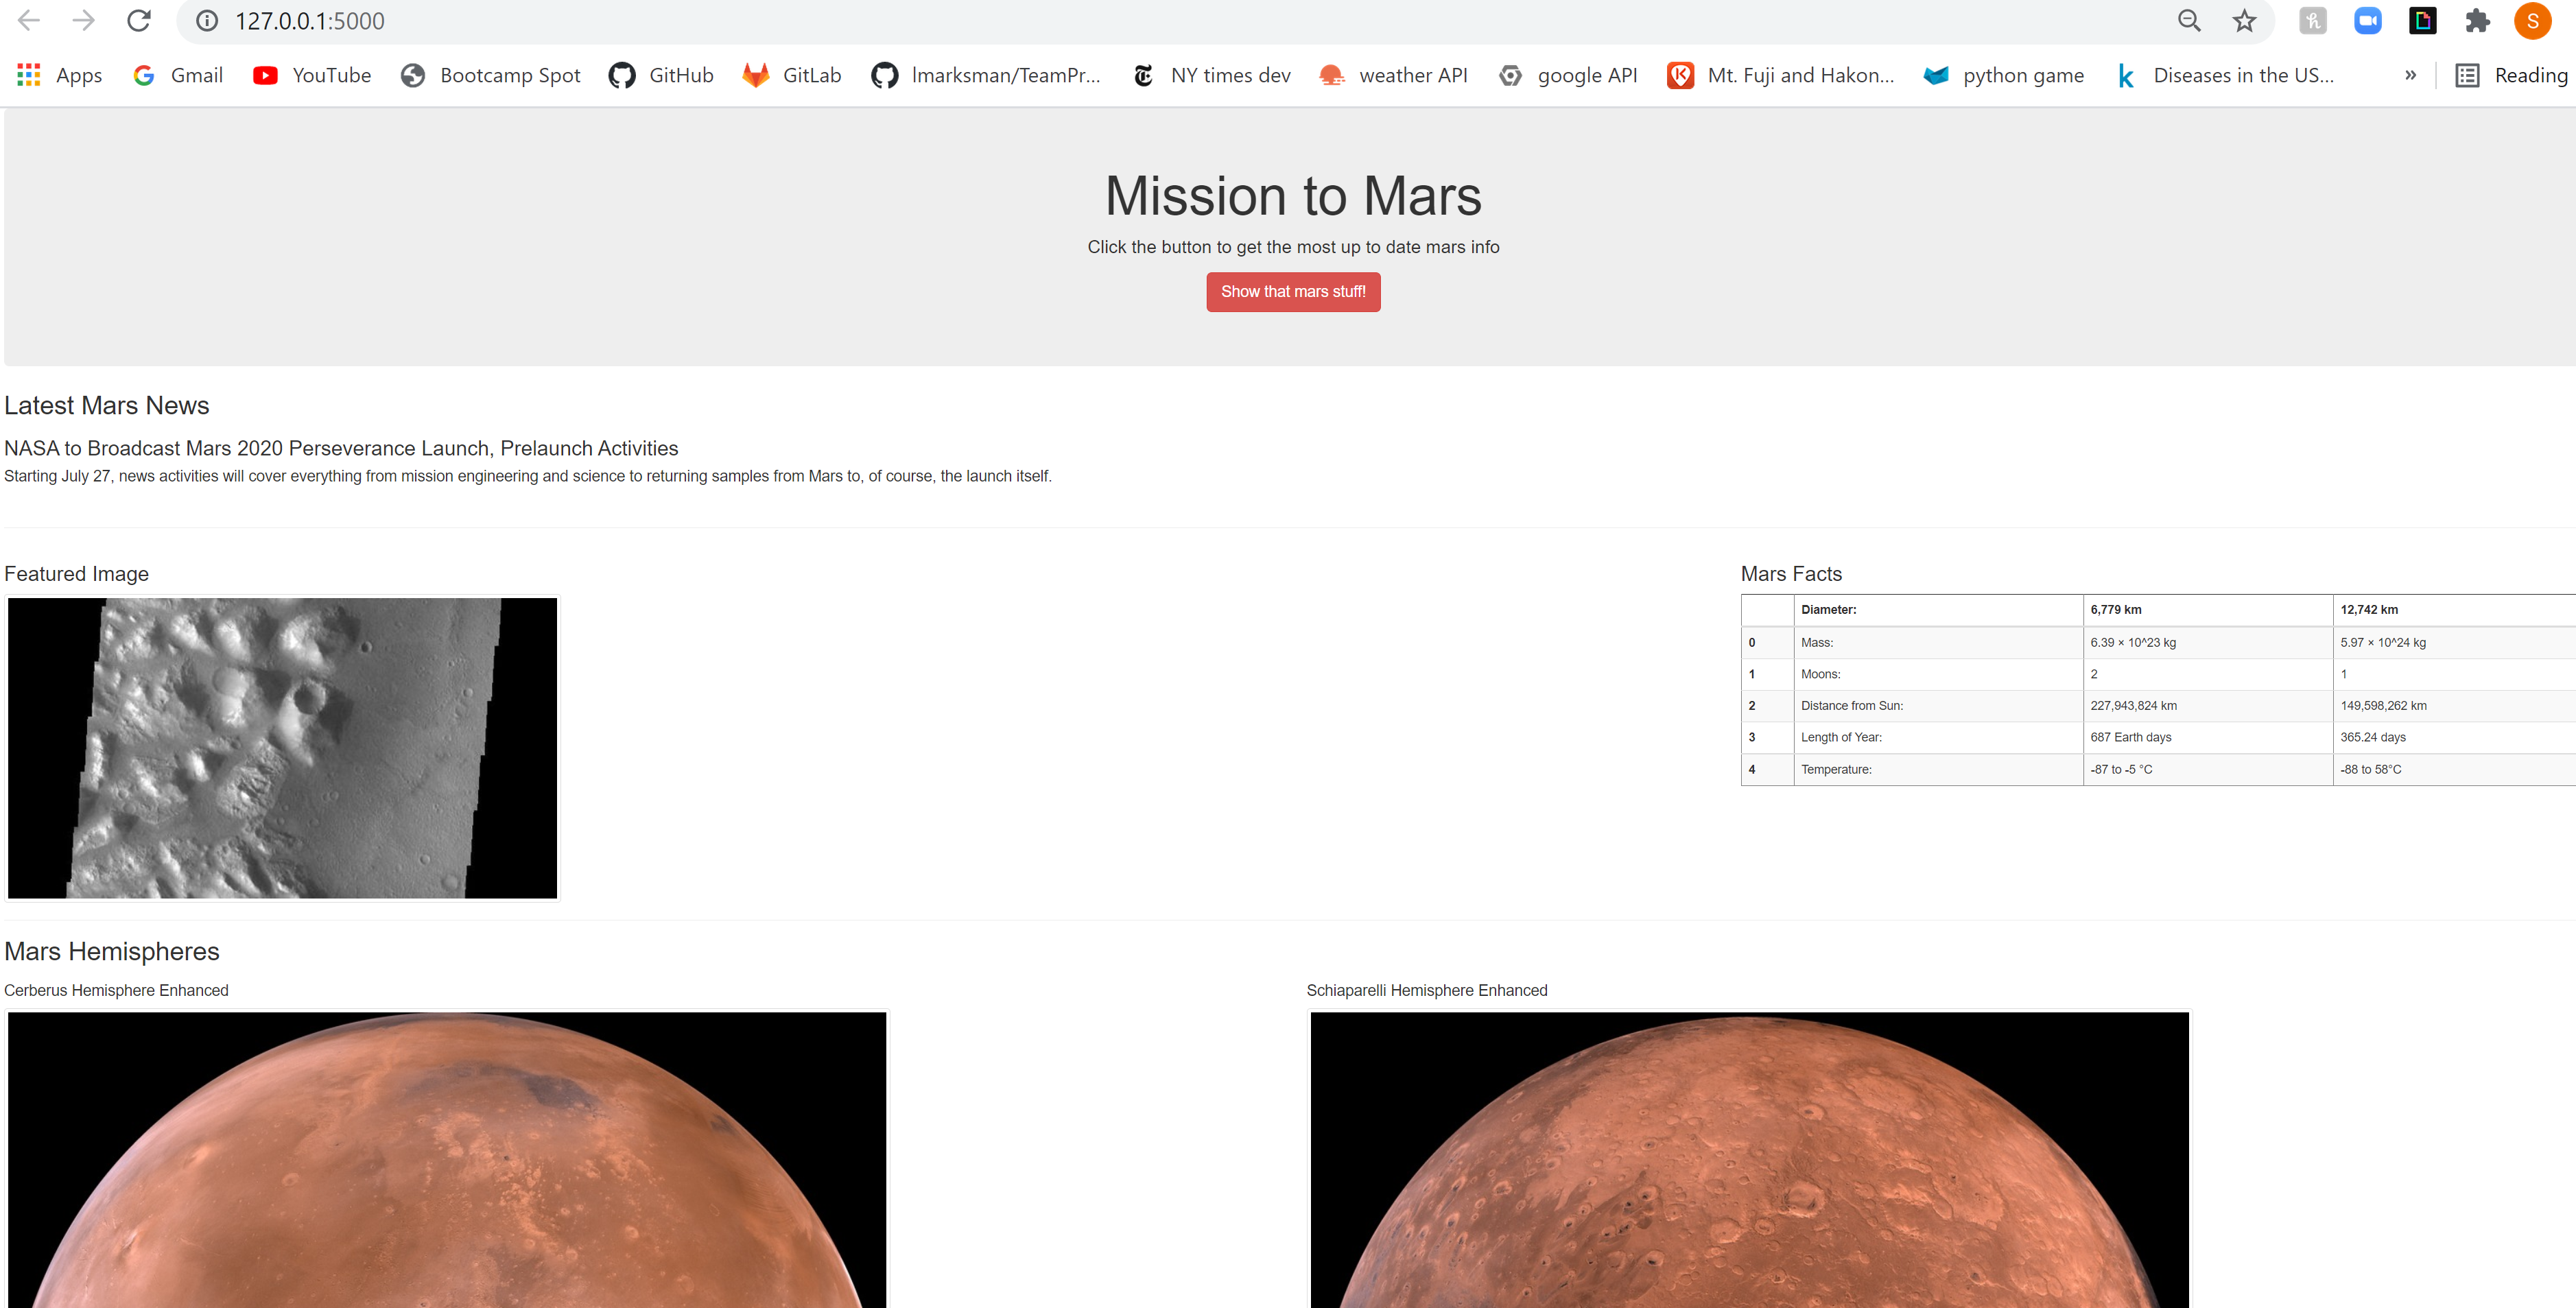 127.0.0.1:5000
S
Apps Gmail YouTube Bootcamp Spot GitHub GitLab lmarksman/TeamPr... NY times dev weather API google API Mt. Fuji and Hakon... python game Diseases in the US... » Reading
Mission to Mars
Click the button to get the most up to date mars info
Show that mars stuff!
Latest Mars News
NASA to Broadcast Mars 2020 Perseverance Launch, Prelaunch Activities
Starting July 27, news activities will cover everything from mission engineering and science to returning samples from Mars to, of course, the launch itself.
Featured Image
Mars Facts
Diameter: 6,779 km 12,742 km
0 Mass: 6.39 × 10^23 kg 5.97 × 10^24 kg
1 Moons: 2 1
2 Distance from Sun: 227,943,824 km 149,598,262 km
3 Length of Year: 687 Earth days 365.24 days
4 Temperature: -87 to -5 °C -88 to 58°C
Mars Hemispheres
Cerberus Hemisphere Enhanced
Schiaparelli Hemisphere Enhanced